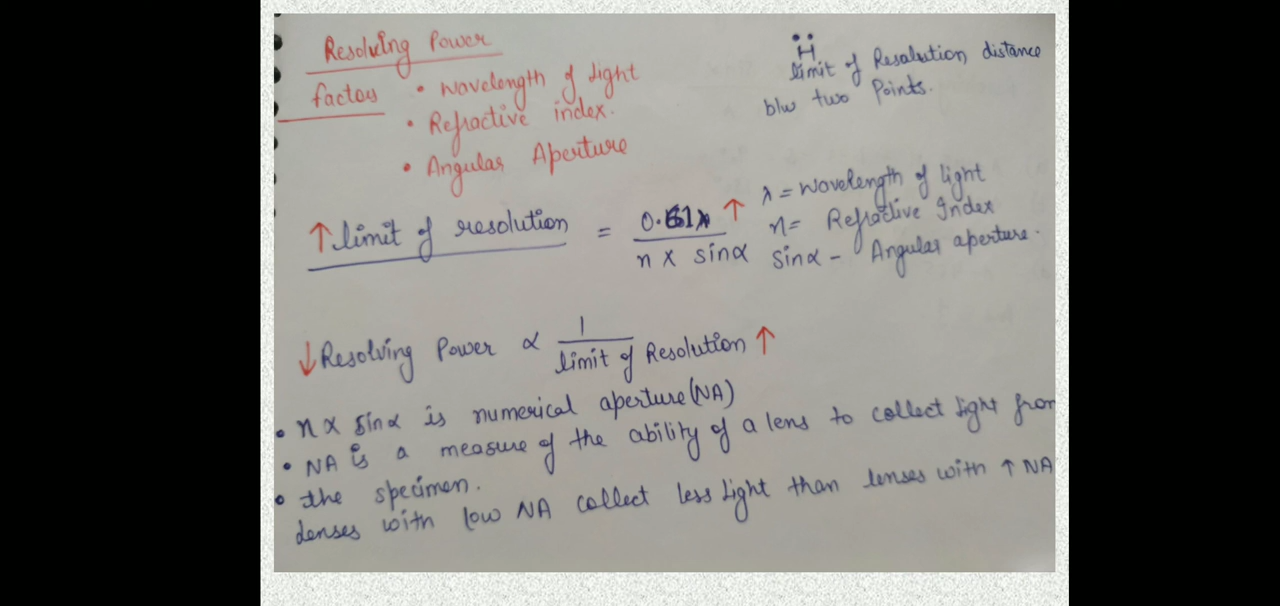 Resolving Power
factors • Wavelength of light
• Refractive index.
• Angular Aperture
limit of Resolution distance
b/w two Points.
↑ limit of resolution = 0.61λ ↑ / n x sinα
λ = Wavelength of light
n = Refractive Index
sinα - Angular aperture.
↓ Resolving Power ∝ 1 / limit of Resolution ↑
• n x sinα is numerical aperture (NA)
• NA is a measure of the ability of a lens to collect light from
• the specimen.
lenses with low NA collect less light than lenses with ↑ NA